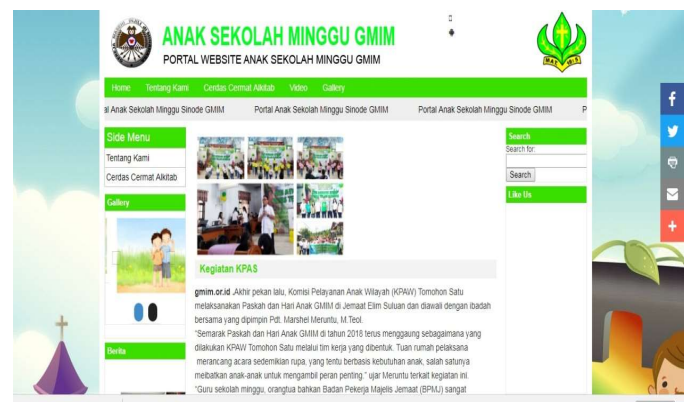 ANAK SEKOLAH MINGGU GMIM
PORTAL WEBSITE ANAK SEKOLAH MINGGU GMIM
Home Tentang Kami Cerdas Cermat Alkitab Video Gallery
al Anak Sekolah Minggu Sinode GMIM Portal Anak Sekolah Minggu Sinode GMIM Portal Anak Sekolah Minggu Sinode GMIM P
Side Menu
Tentang Kami
Cerdas Cermat Alkitab
Gallery
Berita
Kegiatan KPAS
gmim.or.id .Akhir pekan lalu, Komisi Pelayanan Anak Wilayah (KPAW) Tomohon Satu
melaksanakan Paskah dan Hari Anak GMIM di Jemaat Elim Suluan dan diawali dengan ibadah
bersama yang dipimpin Pdt. Marshel Meruntu, M.Teol.
"Semarak Paskah dan Hari Anak GMIM di tahun 2018 terus menggaung sebagaimana yang
dilakukan KPAW Tomohon Satu melalui tim kerja yang dibentuk. Tuan rumah pelaksana
merancang acara sedemikian rupa, yang tentu berbasis kebutuhan anak, salah satunya
melbatkan anak-anak untuk mengambil peran penting." ujar Meruntu terkait kegiatan ini.
"Guru sekolah minggu, orangtua bahkan Badan Pekerja Majelis Jemaat (BPMJ) sangat
Search
Search for:
Search
Like Us